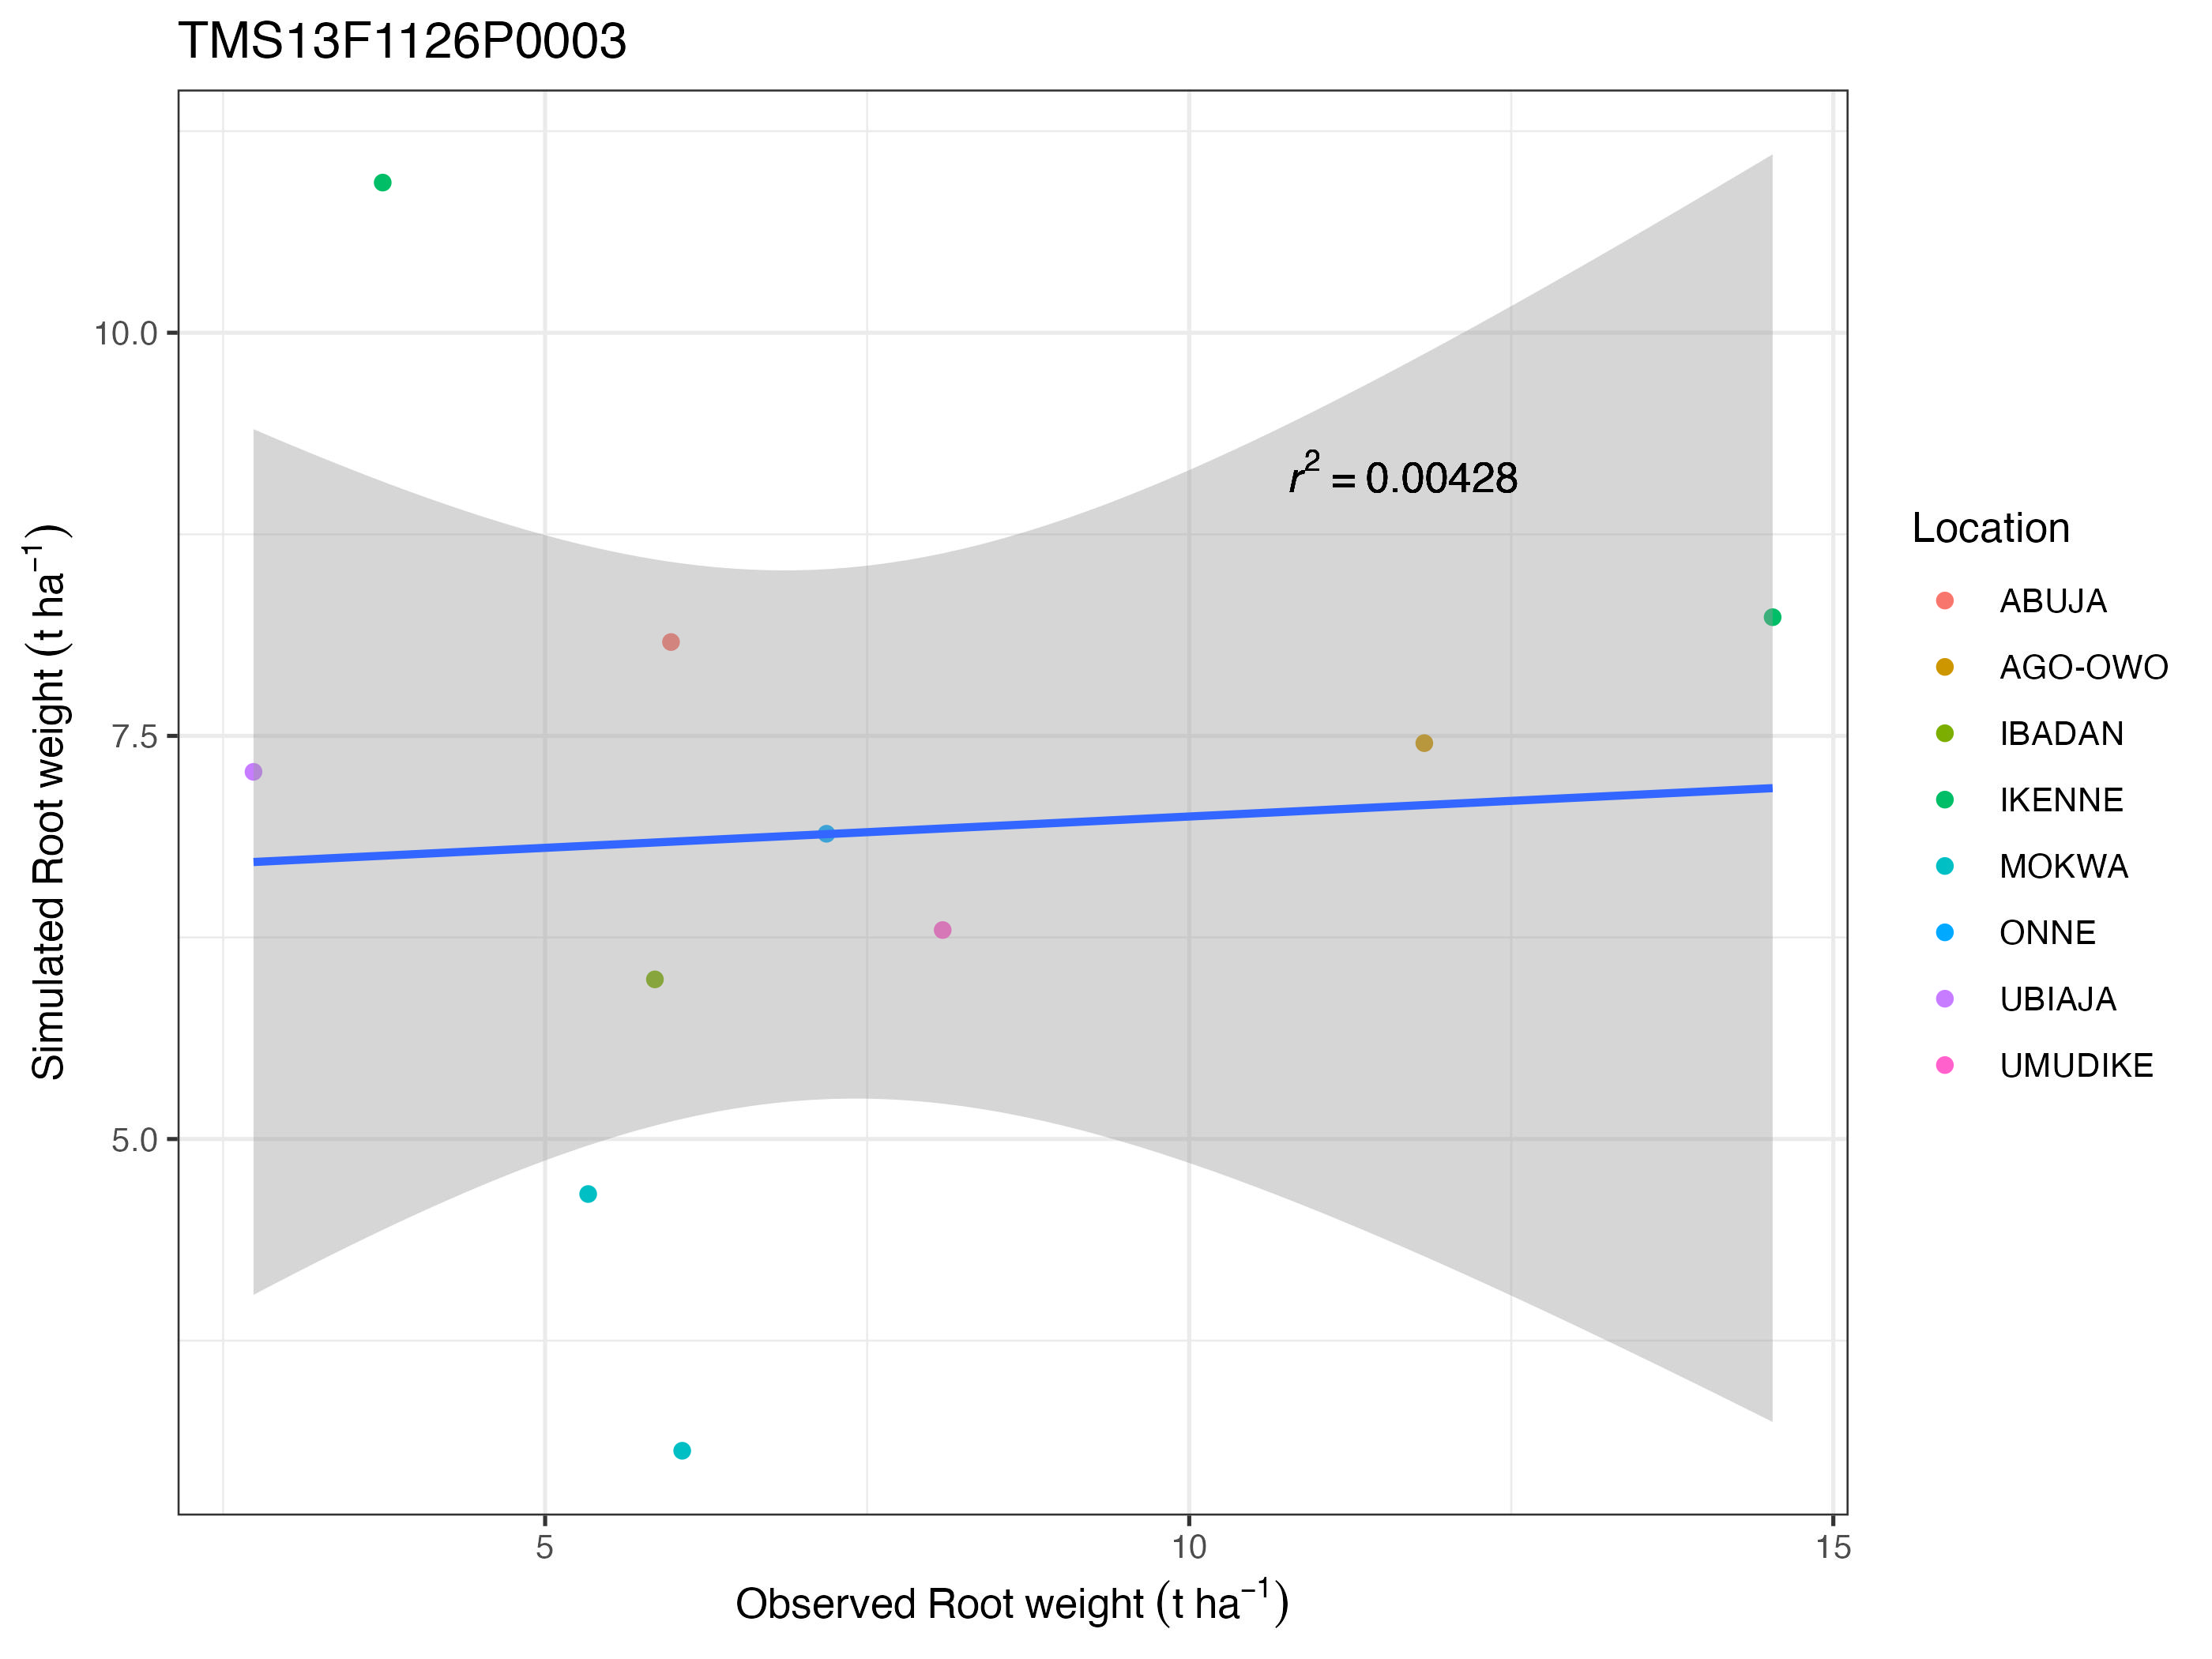 TMS13F1126P0003
10.0
7.5
5.0
Simulated Root weight (t ha⁻¹)
r² = 0.00428
5
10
15
Observed Root weight (t ha⁻¹)
Location
ABUJA
AGO-OWO
IBADAN
IKENNE
MOKWA
ONNE
UBIAJA
UMUDIKE